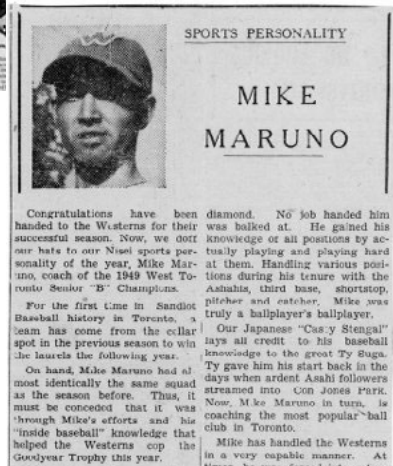 SPORTS PERSONALITY
MIKE
MARUNO
Congratulations have been
handed to the Westerns for their
successful season. Now, we doff
our hats to our Nisei sports per-
sonality of the year, Mike Mar-
uno, coach of the 1949 West To-
ronto Senior "B" Champions.
For the first time in Sandlot
Baseball history in Toronto, a
team has come from the cellar
spot in the previous season to win
the laurels the following year.
On hand, Mike Maruno had al-
most identically the same squad
as the season before. Thus, it
must be conceded that it was
through Mike's efforts and his
"inside baseball" knowledge that
helped the Westerns cop the
Goodyear Trophy this year.
diamond. No job handed him
was balked at. He gained his
knowledge of all positions by ac-
tually playing and playing hard
at them. Handling various posi-
tions during his tenure with the
Asahis, third base, shortstop,
pitcher and catcher, Mike was
truly a ballplayer's ballplayer.
Our Japanese "Casey Stengal"
lays all credit to his baseball
knowledge to the great Ty Suga.
Ty gave him his start back in the
days when ardent Asahi followers
streamed into Con Jones Park.
Now, Mike Maruno in turn, is
coaching the most popular ball
club in Toronto.
Mike has handled the Westerns
in a very capable manner. At